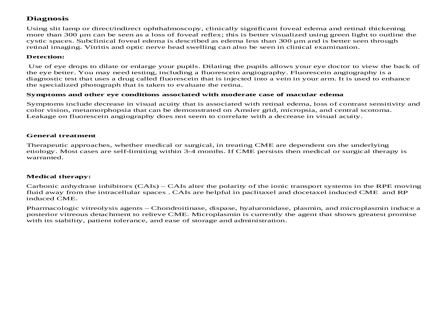 Diagnosis
Using slit lamp or direct/indirect ophthalmoscopy, clinically significant foveal edema and retinal thickening
more than 300 μm can be seen as a loss of foveal reflex; this is better visualized using green light to outline the
cystic spaces. Subclinical foveal edema is described as edema less than 300 μm and is better seen through
retinal imaging. Vitritis and optic nerve head swelling can also be seen in clinical examination.
Detection:
Use of eye drops to dilate or enlarge your pupils. Dilating the pupils allows your eye doctor to view the back of
the eye better. You may need testing, including a fluorescein angiography. Fluorescein angiography is a
diagnostic test that uses a drug called fluorescein that is injected into a vein in your arm. It is used to enhance
the specialized photograph that is taken to evaluate the retina.
Symptoms and other eye conditions associated with moderate case of macular edema
Symptoms include decrease in visual acuity that is associated with retinal edema, loss of contrast sensitivity and
color vision, metamorphopsia that can be demonstrated on Amsler grid, micropsia, and central scotoma.
Leakage on fluorescein angiography does not seem to correlate with a decrease in visual acuity.
General treatment
Therapeutic approaches, whether medical or surgical, in treating CME are dependent on the underlying
etiology. Most cases are self-limiting within 3-4 months. If CME persists then medical or surgical therapy is
warranted.
Medical therapy:
Carbonic anhydrase inhibitors (CAIs) – CAIs alter the polarity of the ionic transport systems in the RPE moving
fluid away from the intracellular spaces . CAIs are helpful in paclitaxel and docetaxel induced CME and RP
induced CME.
Pharmacologic vitreolysis agents – Chondroitinase, dispase, hyaluronidase, plasmin, and microplasmin induce a
posterior vitreous detachment to relieve CME. Microplasmin is currently the agent that shows greatest promise
with its stability, patient tolerance, and ease of storage and administration.